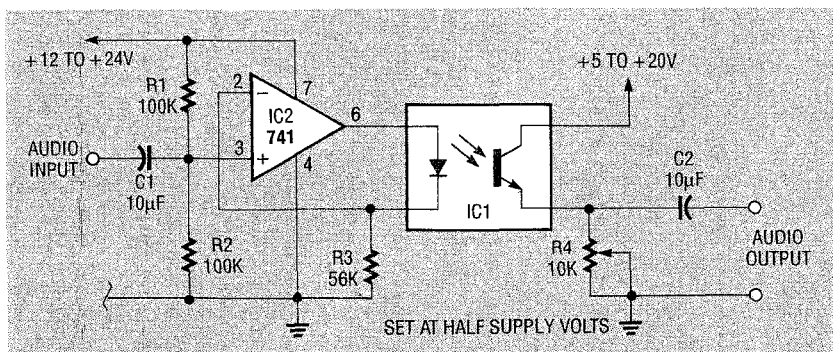 +12 TO +24V
R1
100K
2
7
IC2
741
6
3
4
AUDIO
INPUT
C1
10µF
R2
100K
R3
56K
+5 TO +20V
IC1
C2
10µF
R4
10K
AUDIO
OUTPUT
SET AT HALF SUPPLY VOLTS